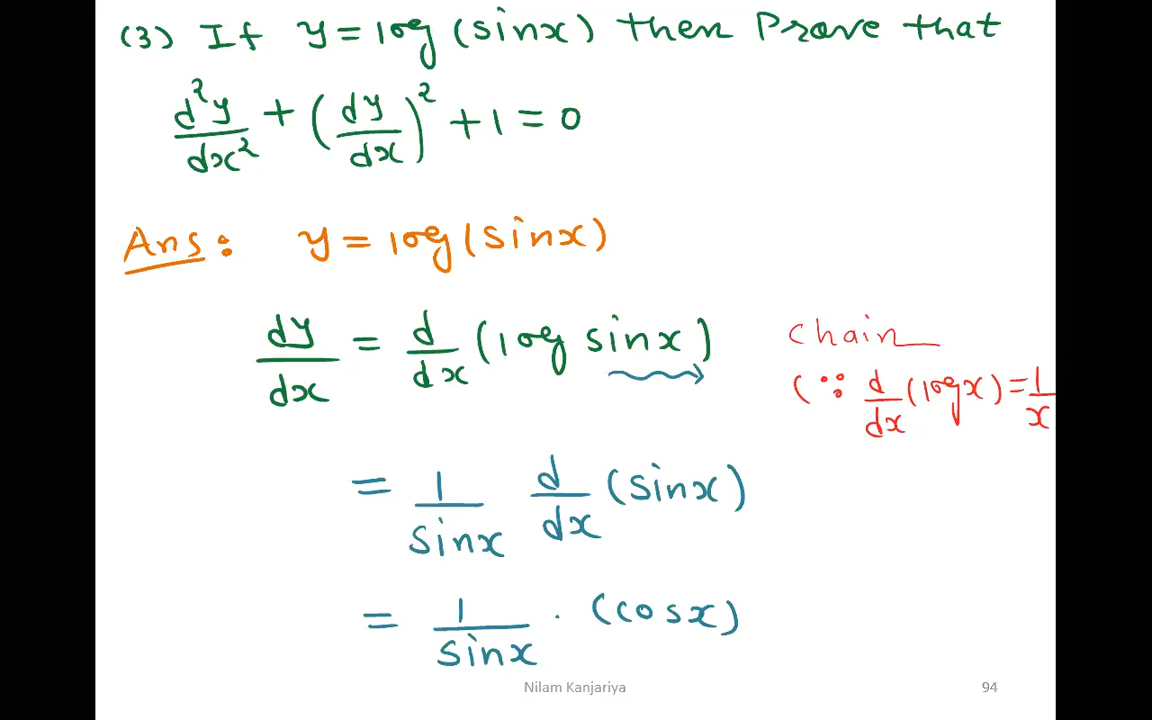 (3) If y = log (sinx) then Prove that
d²y/dx² + (dy/dx)² + 1 = 0
Ans: y = log(sinx)
dy/dx = d/dx (log sinx) chain
(∵ d/dx (logx) = 1/x
= 1/sinx d/dx (sinx)
= 1/sinx · (cosx)
Nilam Kanjariya 94